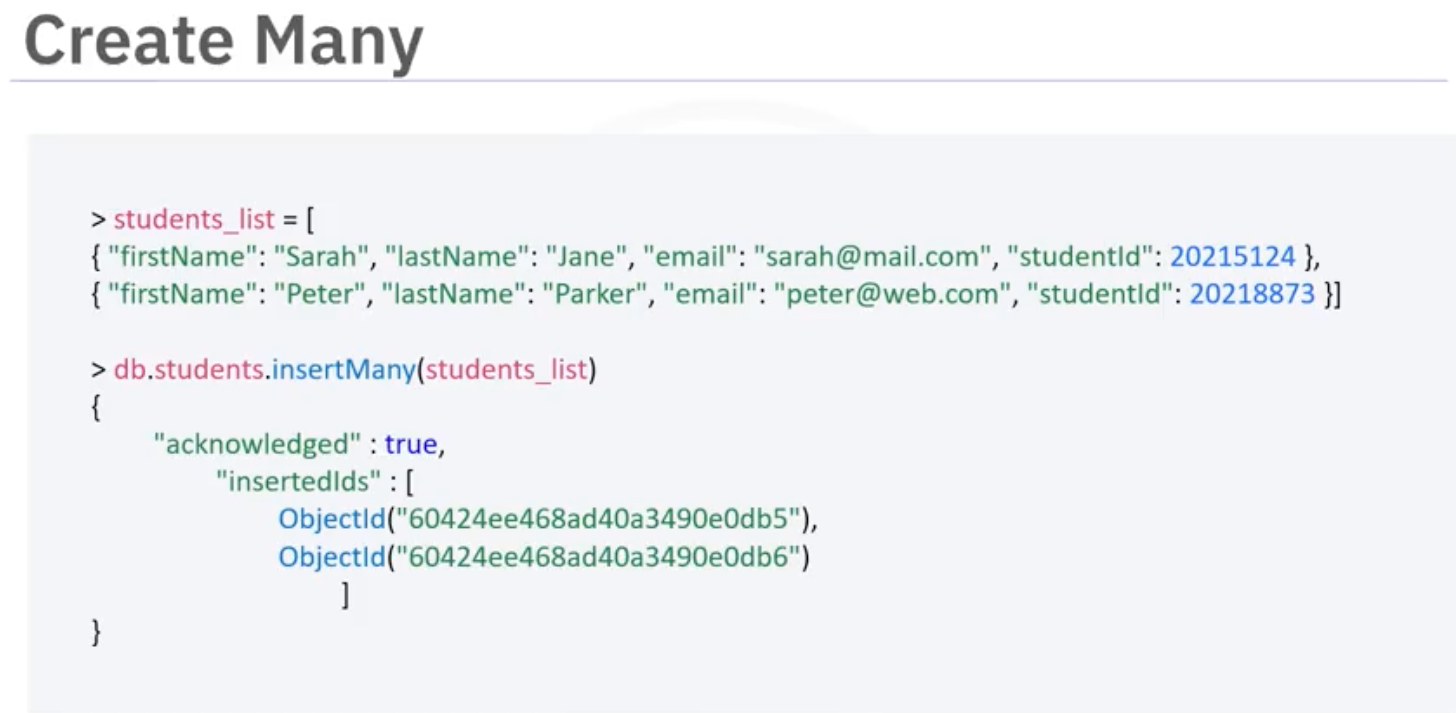 Create Many
> students_list = [
{ "firstName": "Sarah", "lastName": "Jane", "email": "sarah@mail.com", "studentId": 20215124 },
{ "firstName": "Peter", "lastName": "Parker", "email": "peter@web.com", "studentId": 20218873 }]
> db.students.insertMany(students_list)
{
"acknowledged" : true,
"insertedIds" : [
ObjectId("60424ee468ad40a3490e0db5"),
ObjectId("60424ee468ad40a3490e0db6")
]
}